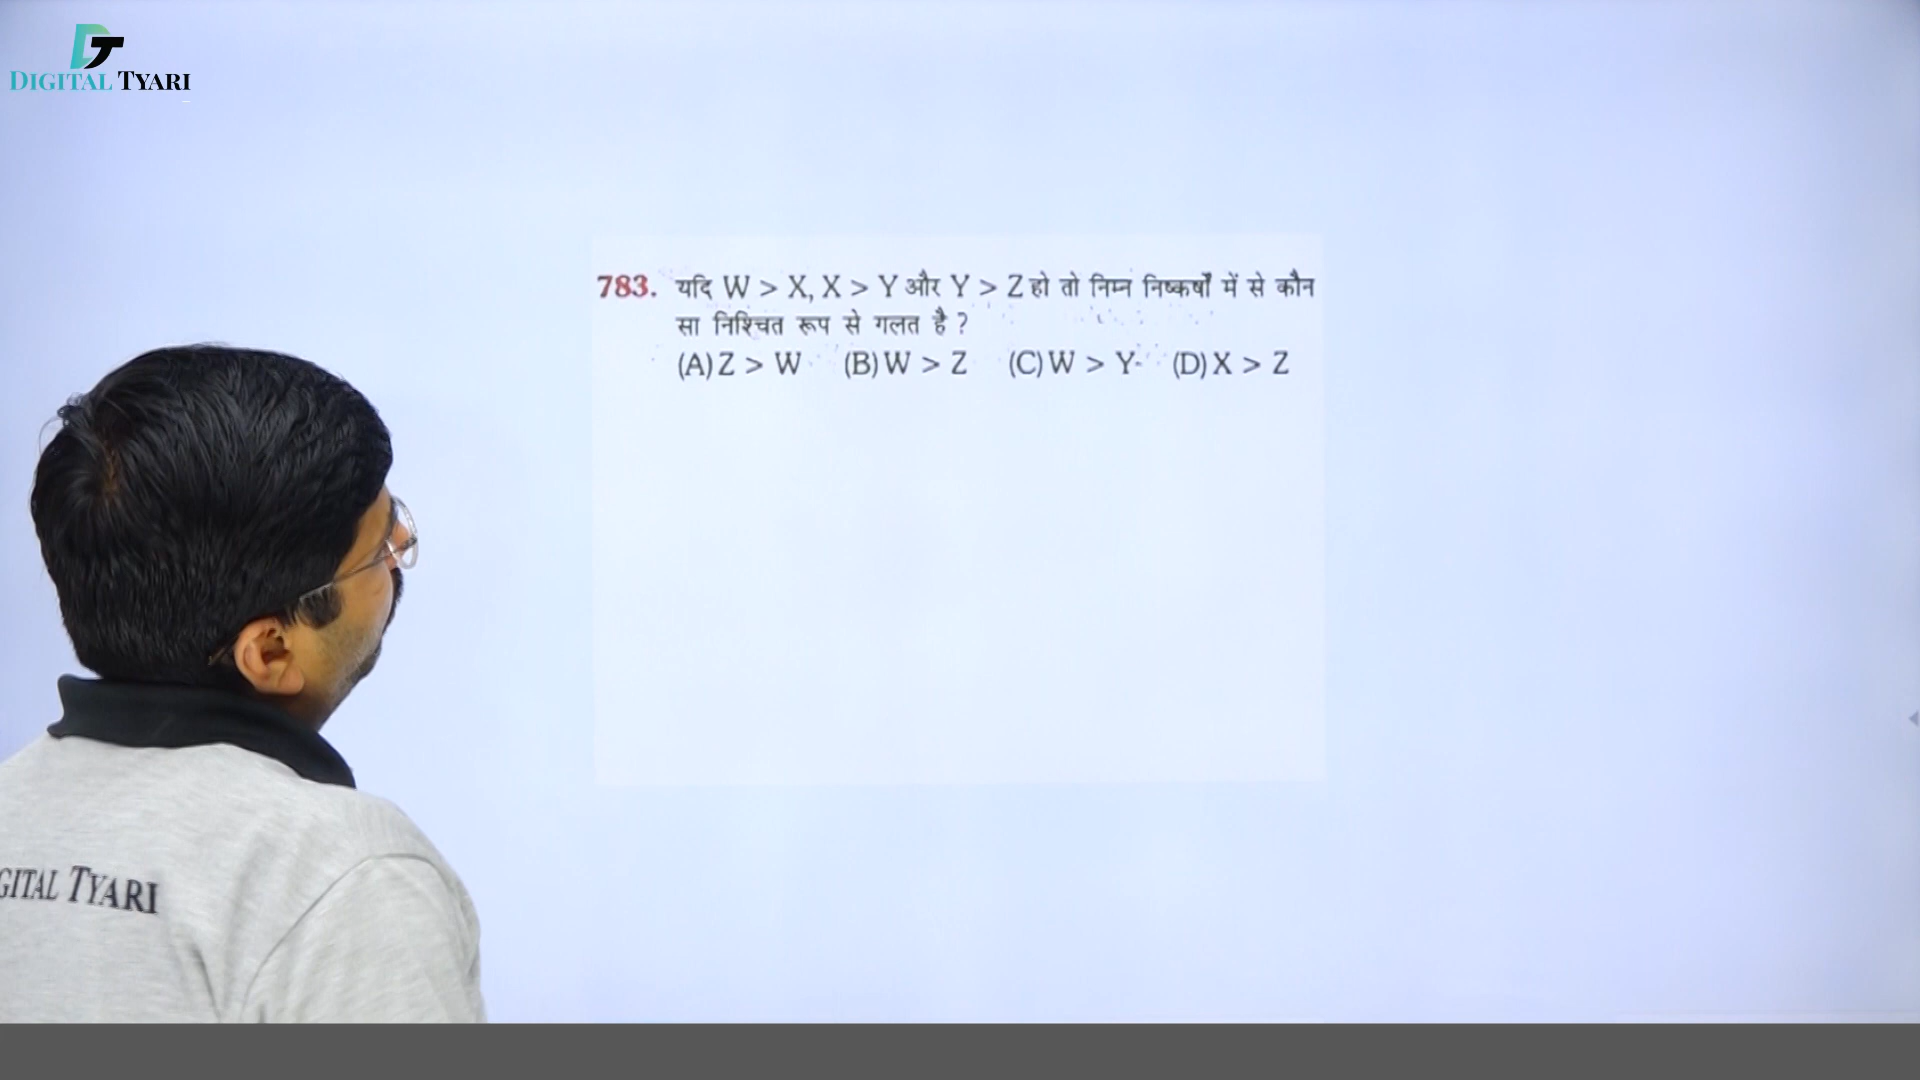 DIGITAL TYARI
783. यदि W > X, X > Y और Y > Z हो तो निम्न निष्कर्षों में से कौन
सा निश्चित रूप से गलत है ?
(A) Z > W (B) W > Z (C) W > Y (D) X > Z
GITAL TYARI